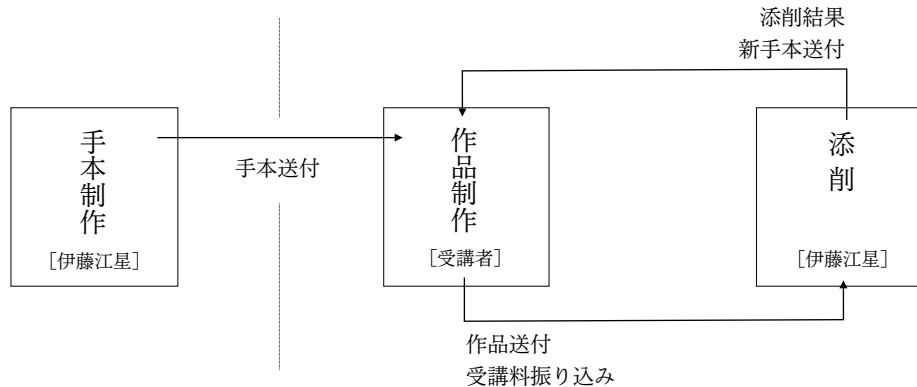 添削結果
新手本送付
手本制作
手本送付
作品制作
添削
［伊藤江星］
［受講者］
［伊藤江星］
作品送付
受講料振り込み